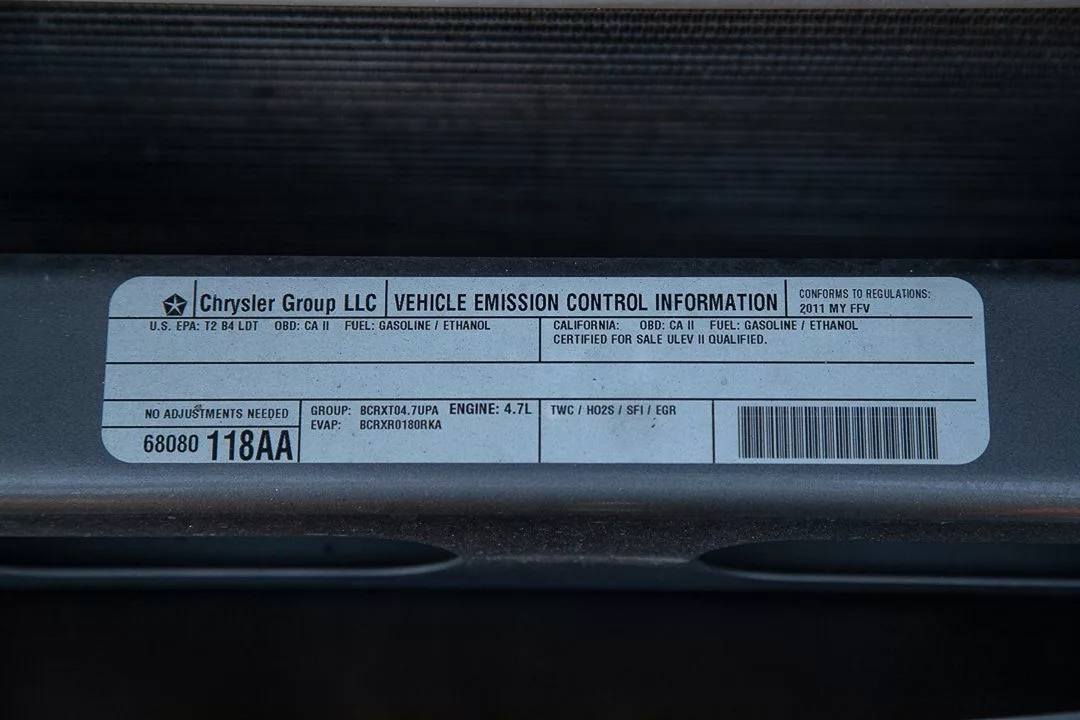 Chrysler Group LLC
VEHICLE EMISSION CONTROL INFORMATION
CONFORMS TO REGULATIONS:
2011 MY FFV
U.S. EPA: T2 B4 LDT OBD: CA II FUEL: GASOLINE / ETHANOL
CALIFORNIA: OBD: CA II FUEL: GASOLINE / ETHANOL
CERTIFIED FOR SALE ULEV II QUALIFIED.
NO ADJUSTMENTS NEEDED
68080 118AA
GROUP: BCRXT04.7UPA ENGINE: 4.7L
EVAP: BCRXR0180RKA
TWC / HO2S / SFI / EGR